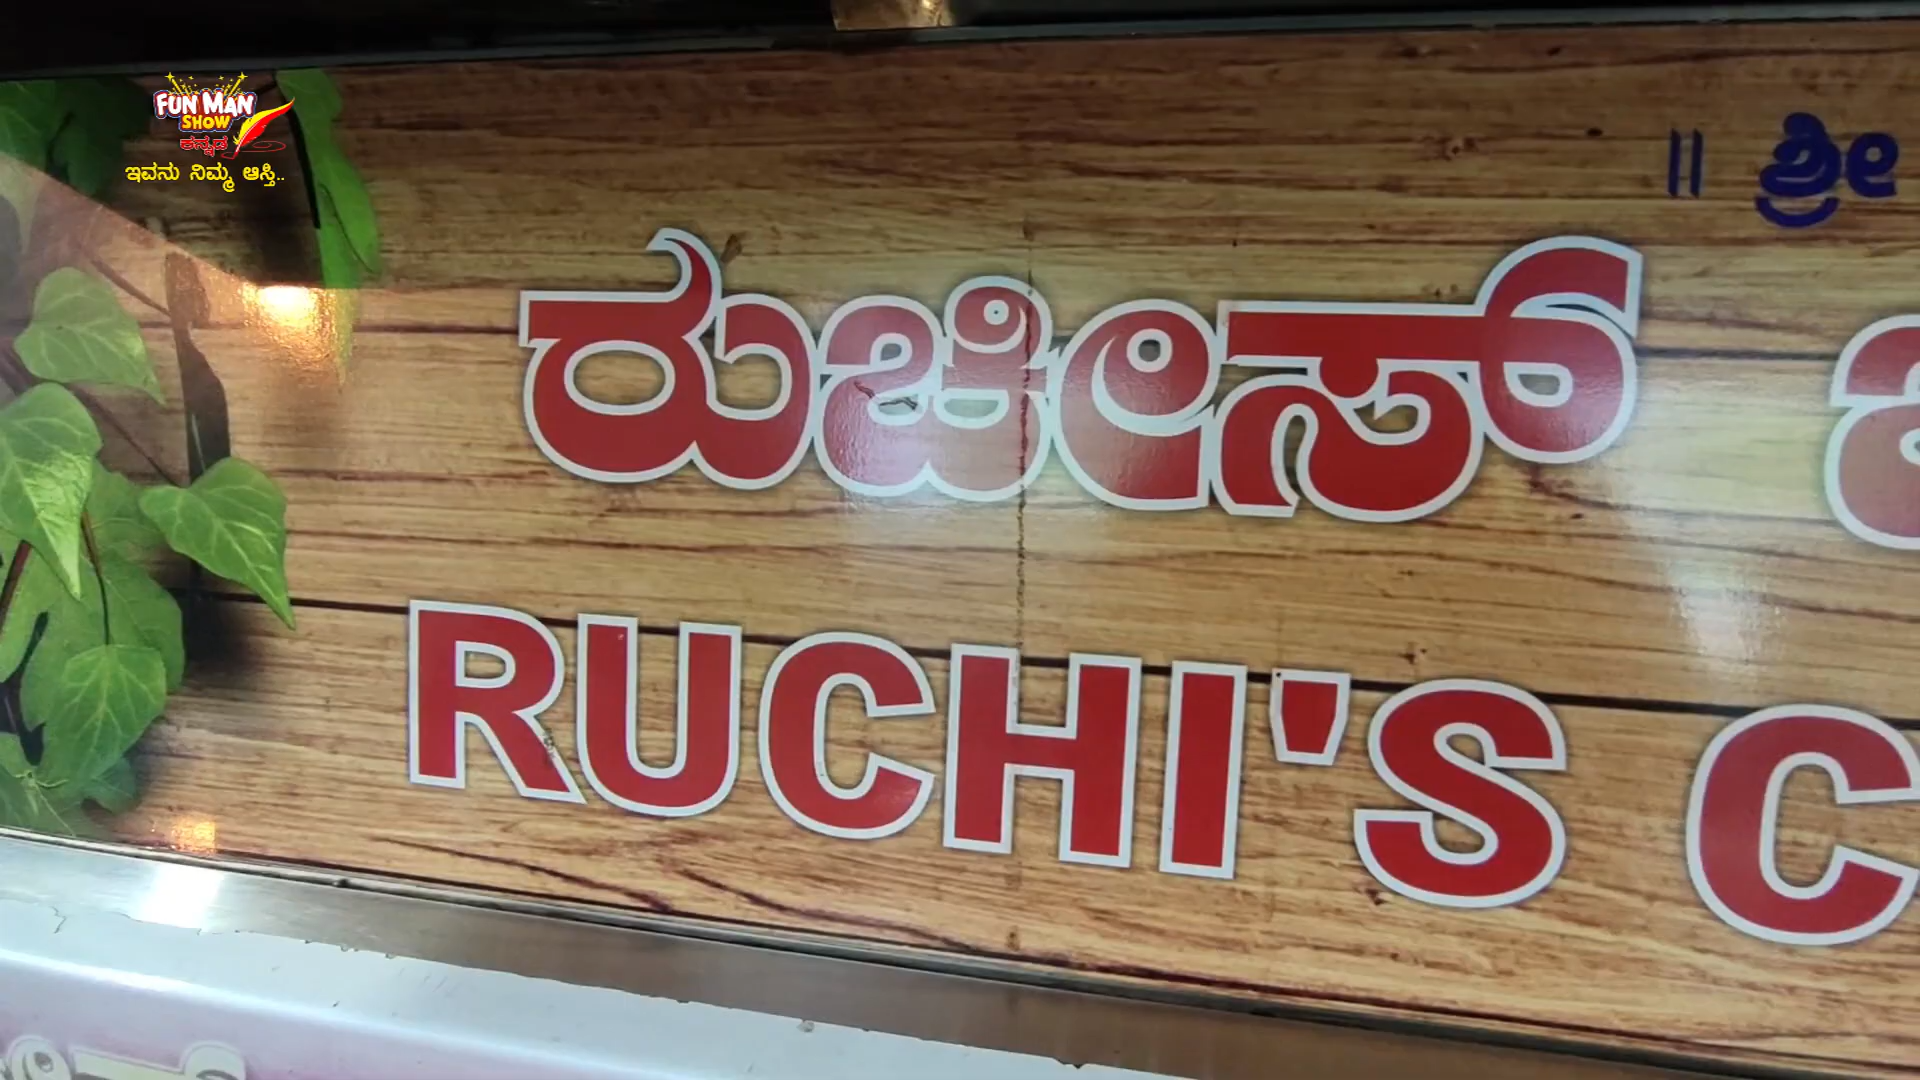 FUN MAN
SHOW
ಕನ್ನಡ
ಇವನು ನಿಮ್ಮ ಆಸ್ತಿ..
|| ಶ್ರೀ
ರುಚೀಸ್
RUCHI'S C